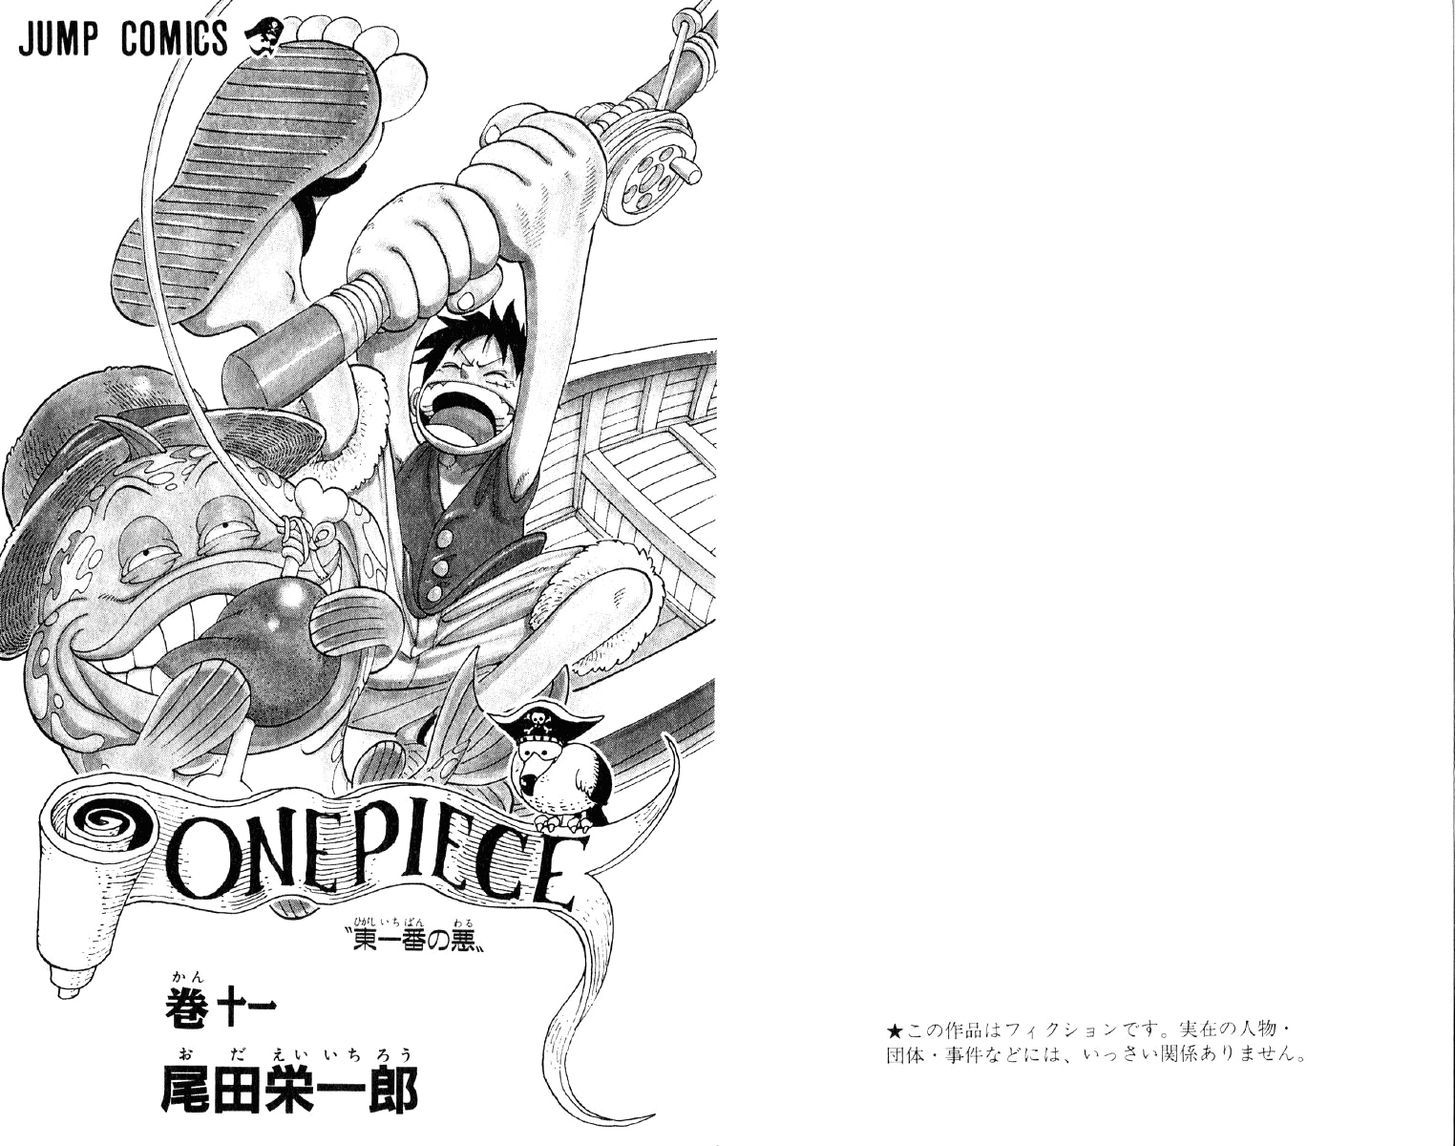 JUMP COMICS
ONE PIECE
ひがしいちばん わる
〝東一番の悪〟
かん
巻十一
お だ えいいちろう
尾田栄一郎
★この作品はフィクションです。実在の人物・
団体・事件などには、いっさい関係ありません。